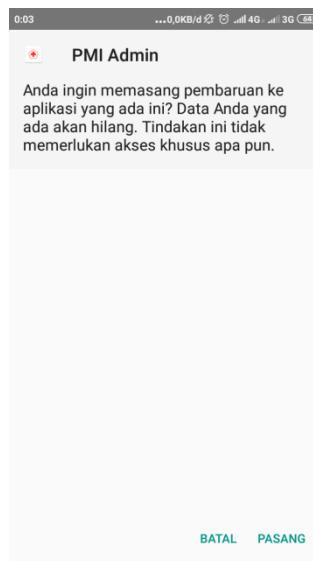 0:03 ...0,0KB/d 4G 3G 64
PMI Admin
Anda ingin memasang pembaruan ke
aplikasi yang ada ini? Data Anda yang
ada akan hilang. Tindakan ini tidak
memerlukan akses khusus apa pun.
BATAL PASANG